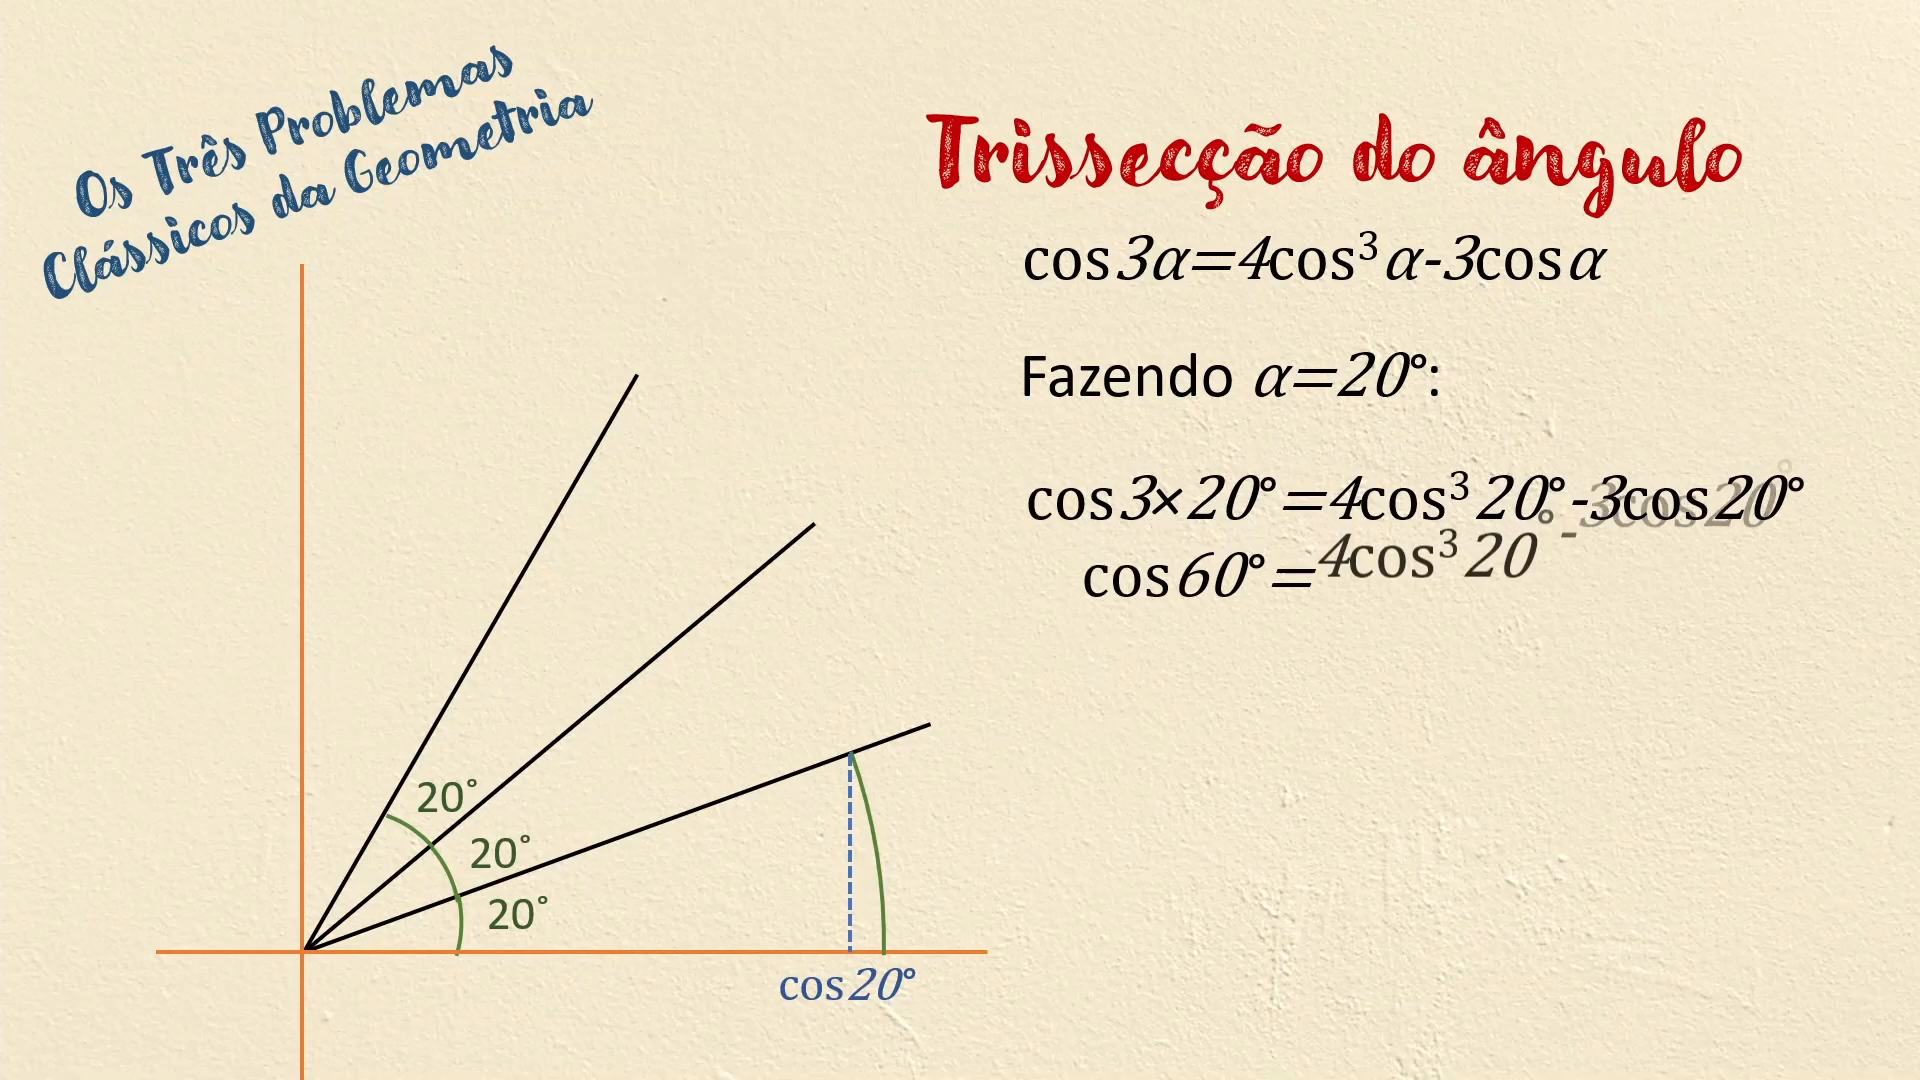 Os Três Problemas
Clássicos da Geometria
Trissecção do ângulo
cos3α=4cos³α-3cosα
Fazendo α=20°:
cos3×20°=4cos³20°-3cos20°
cos60°=4cos³20°-3cos20°
20°
20°
20°
cos20°